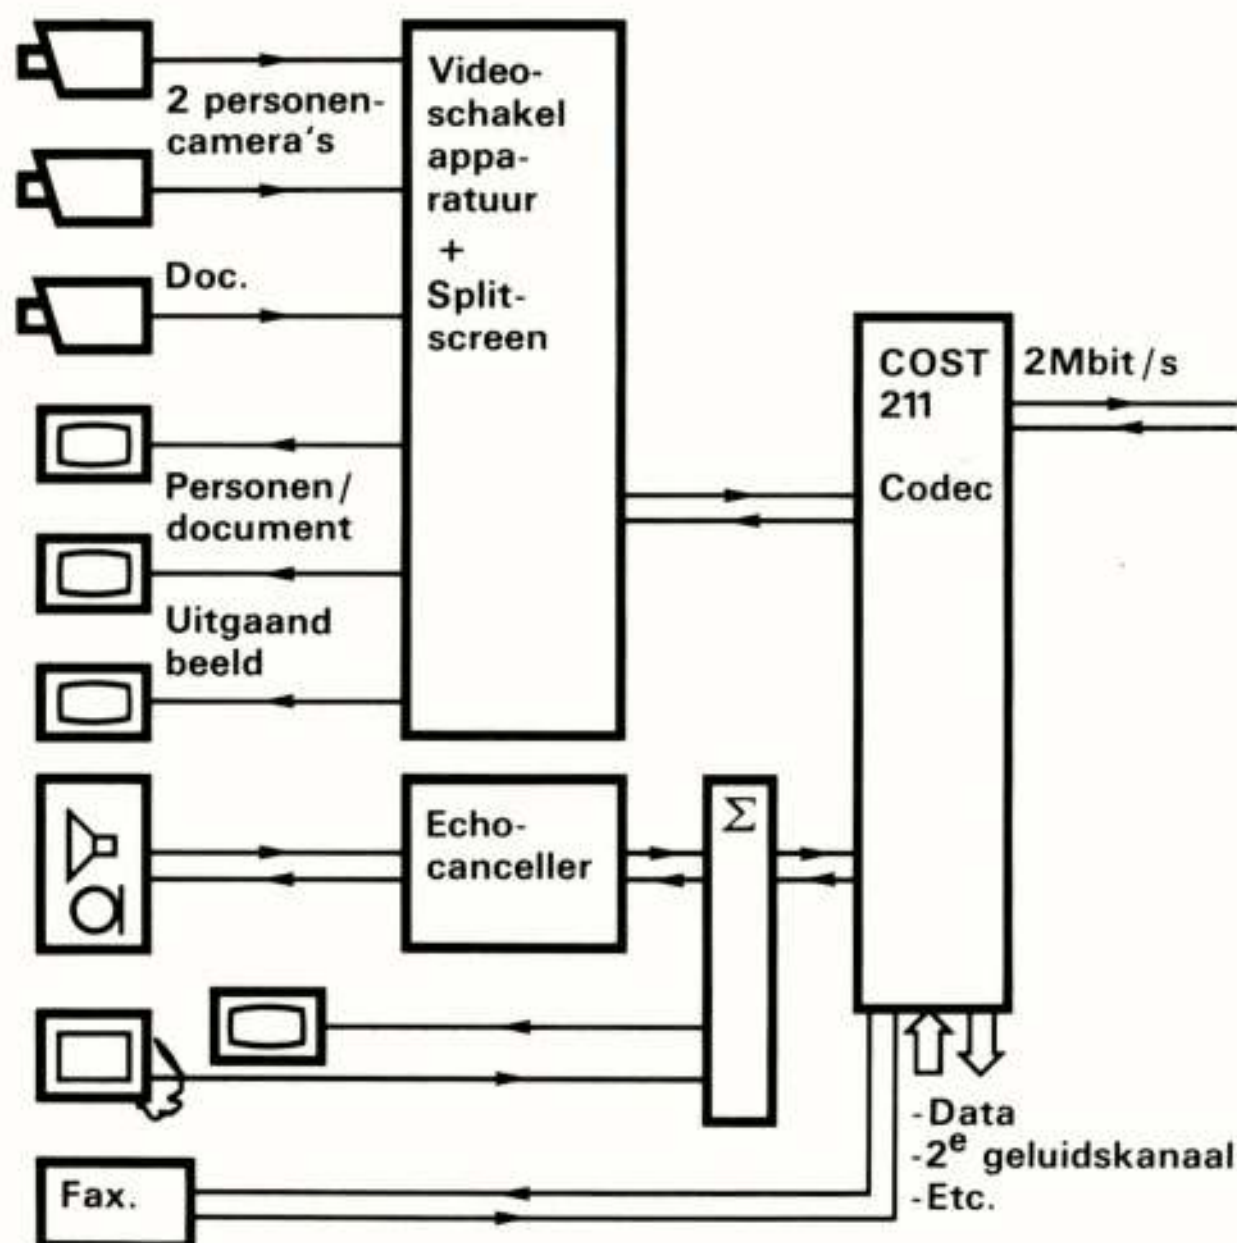 2 personen-
camera's
Doc.
Personen/
document
Uitgaand
beeld
Video-
schakel
appa-
ratuur
+
Split-
screen
COST
211
Codec
2Mbit/s
Echo-
canceller
Σ
Fax.
-Data
-2e geluidskanaal
-Etc.